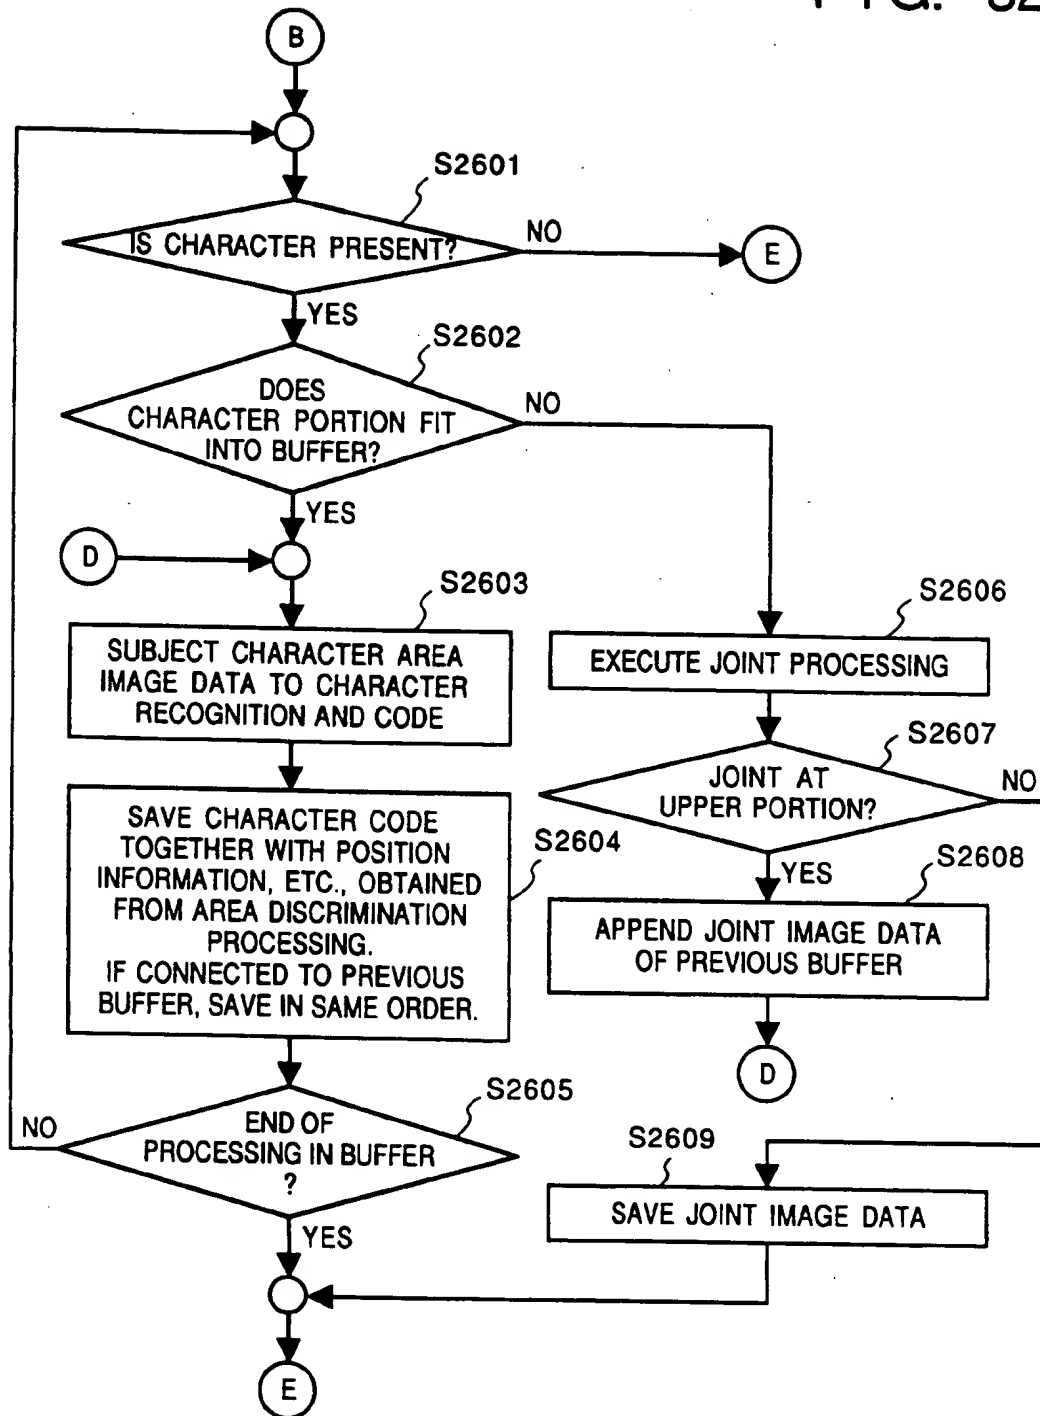 FIG. 32
B
S2601
IS CHARACTER PRESENT?
NO
E
YES
S2602
DOES
CHARACTER PORTION FIT
INTO BUFFER?
NO
YES
D
S2603
SUBJECT CHARACTER AREA
IMAGE DATA TO CHARACTER
RECOGNITION AND CODE
S2606
EXECUTE JOINT PROCESSING
S2607
JOINT AT
UPPER PORTION?
NO
YES
S2604
SAVE CHARACTER CODE
TOGETHER WITH POSITION
INFORMATION, ETC., OBTAINED
FROM AREA DISCRIMINATION
PROCESSING.
IF CONNECTED TO PREVIOUS
BUFFER, SAVE IN SAME ORDER.
S2608
APPEND JOINT IMAGE DATA
OF PREVIOUS BUFFER
D
S2605
END OF
PROCESSING IN BUFFER
?
NO
YES
S2609
SAVE JOINT IMAGE DATA
E